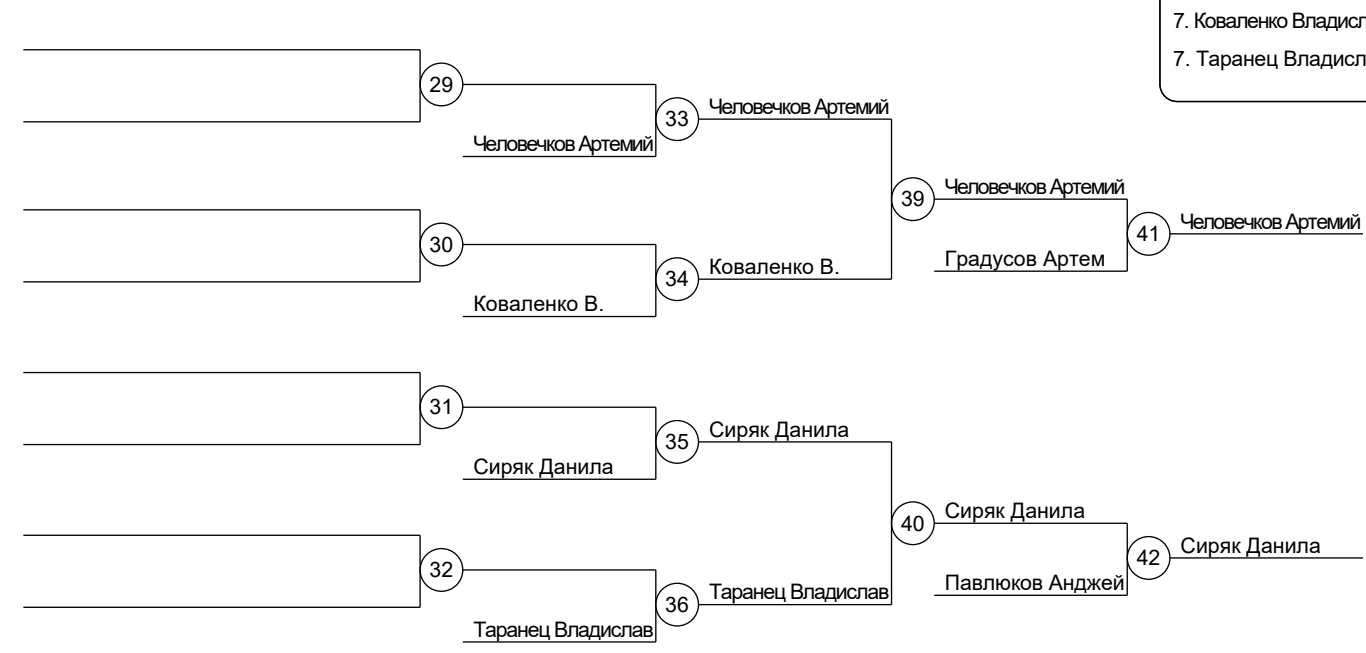 7. Коваленко Владисл
7. Таранец Владисл
29
Человечков Артемий
33
Человечков Артемий
39
Человечков Артемий
30
Коваленко В.
34
Коваленко В.
Градусов Артем
41
Человечков Артемий
31
Сиряк Данила
35
Сиряк Данила
40
Сиряк Данила
32
Таранец Владислав
36
Таранец Владислав
Павлюков Анджей
42
Сиряк Данила